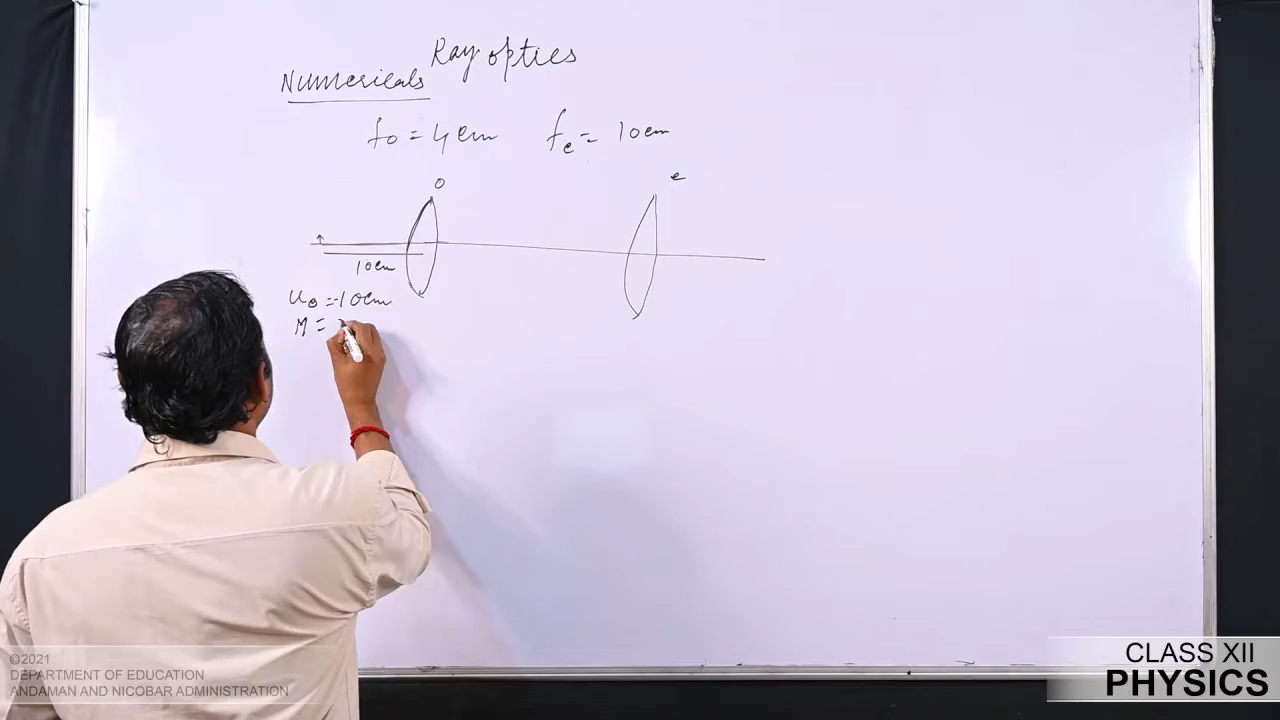 Ray optics
Numericals
fo = 4cm fe = 10cm
o
e
10cm
uo = -10cm
M =
©2021
DEPARTMENT OF EDUCATION
ANDAMAN AND NICOBAR ADMINISTRATION
CLASS XII
PHYSICS